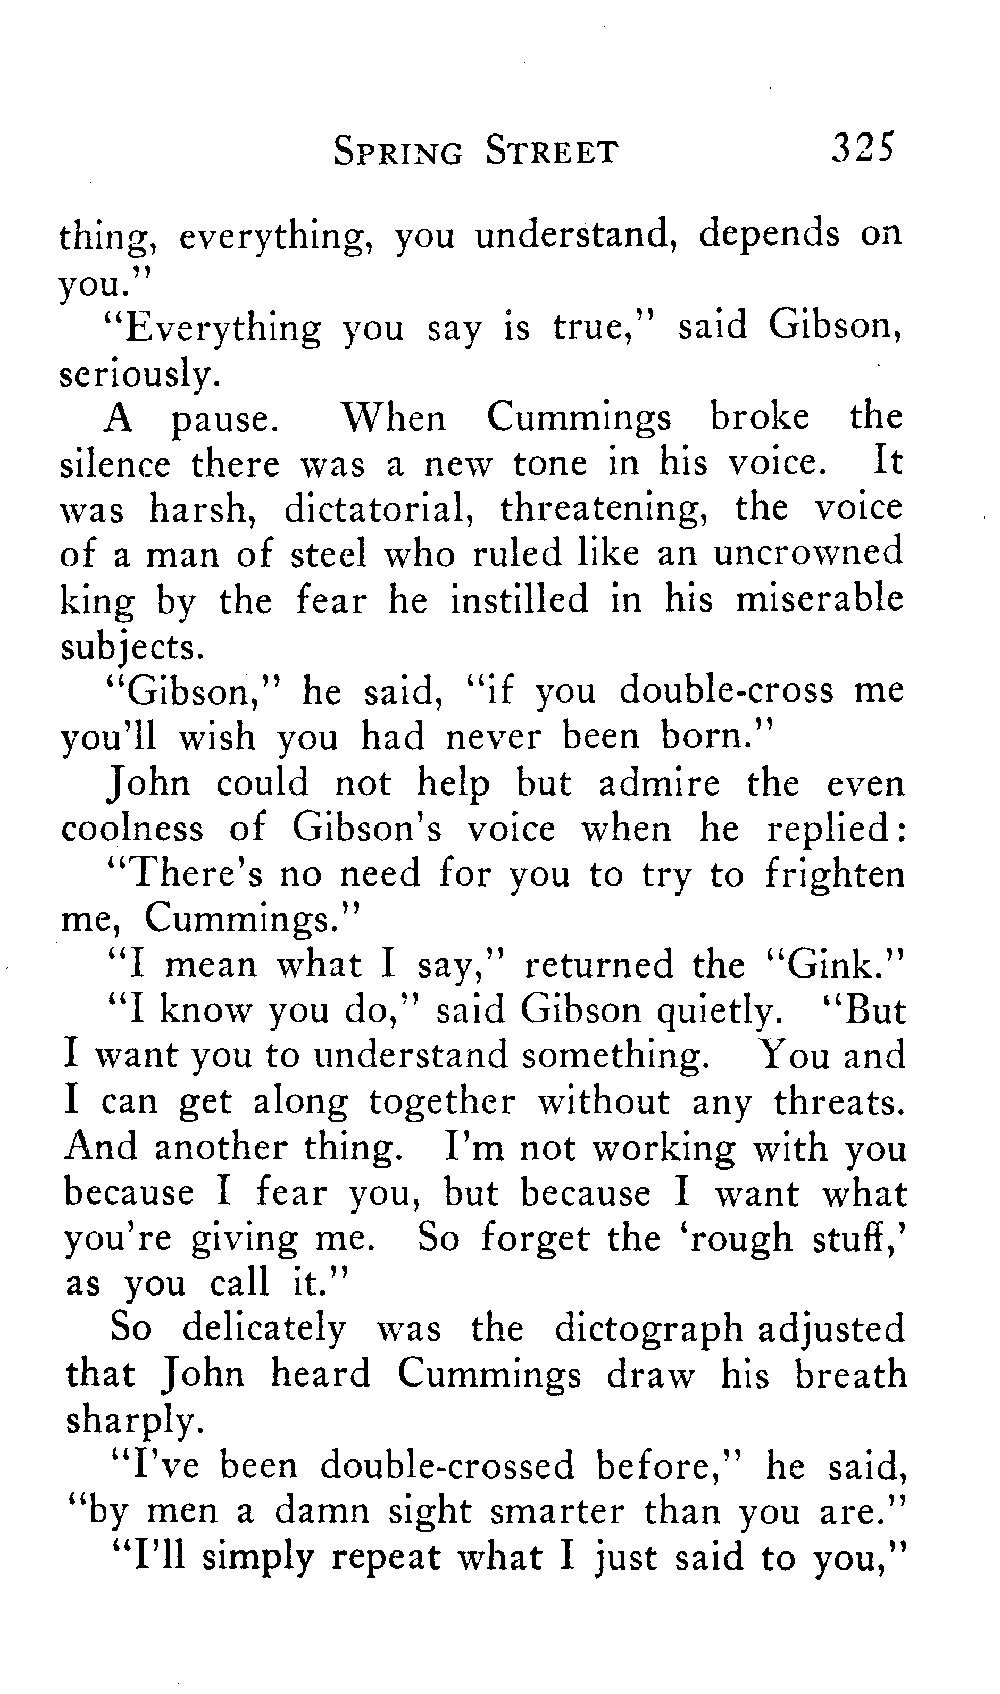 SPRING STREET 325
thing, everything, you understand, depends on
you."
"Everything you say is true," said Gibson,
seriously.
A pause. When Cummings broke the
silence there was a new tone in his voice. It
was harsh, dictatorial, threatening, the voice
of a man of steel who ruled like an uncrowned
king by the fear he instilled in his miserable
subjects.
"Gibson," he said, "if you double-cross me
you'll wish you had never been born."
John could not help but admire the even
coolness of Gibson's voice when he replied:
"There's no need for you to try to frighten
me, Cummings."
"I mean what I say," returned the "Gink."
"I know you do," said Gibson quietly. "But
I want you to understand something. You and
I can get along together without any threats.
And another thing. I'm not working with you
because I fear you, but because I want what
you're giving me. So forget the 'rough stuff,'
as you call it."
So delicately was the dictograph adjusted
that John heard Cummings draw his breath
sharply.
"I've been double-crossed before," he said,
"by men a damn sight smarter than you are."
"I'll simply repeat what I just said to you,"